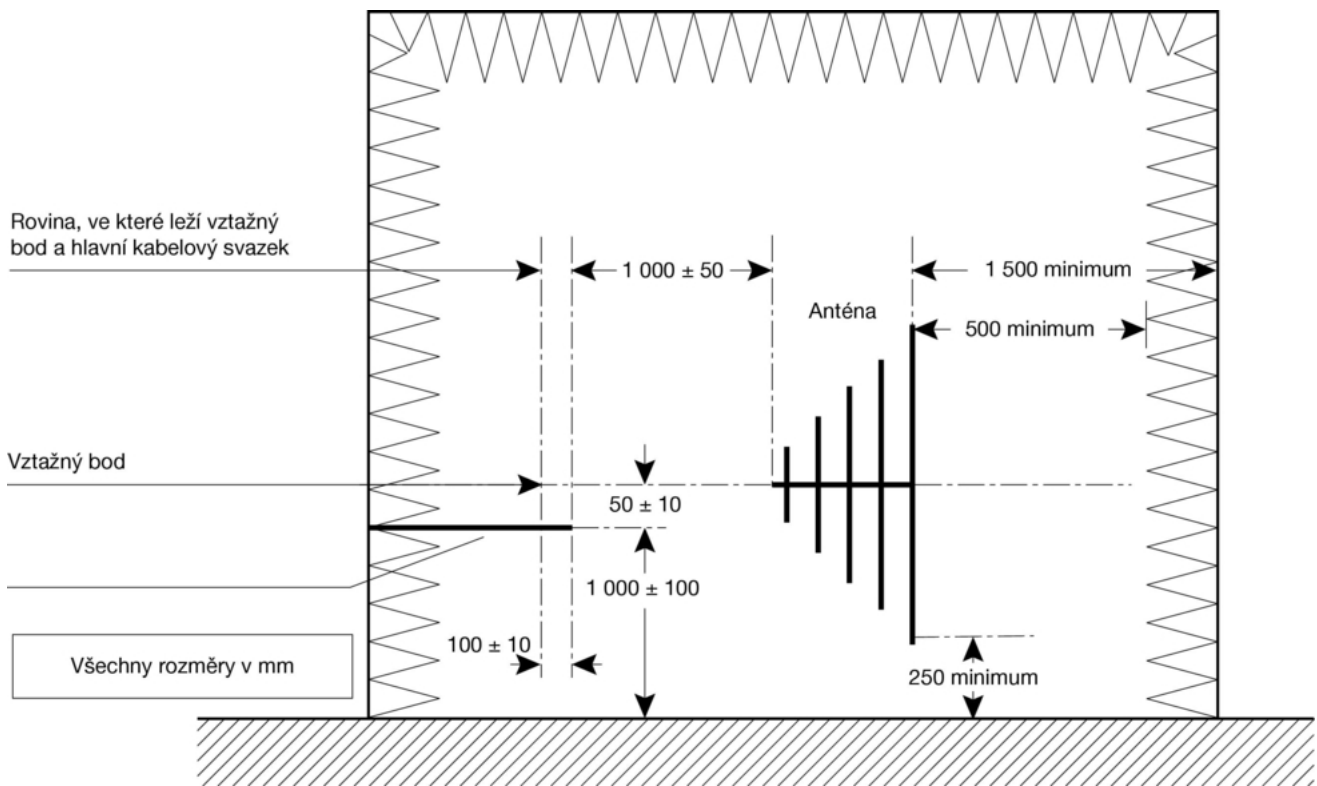 Rovina, ve které leží vztažný
bod a hlavní kabelový svazek
1 000 ± 50
1 500 minimum
Anténa
500 minimum
Vztažný bod
50 ± 10
1 000 ± 100
100 ± 10
Všechny rozměry v mm
250 minimum